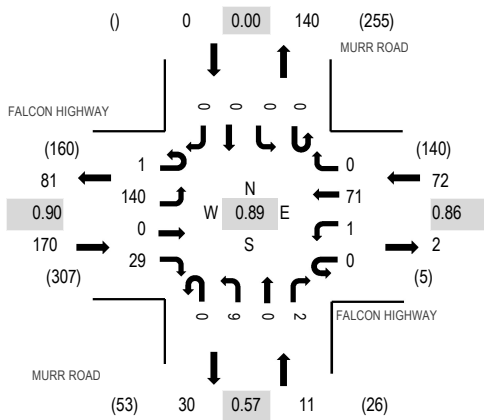 () 0 0.00 140 (255)
MURR ROAD
FALCON HIGHWAY
0 0 0 0
(160) 1 0 (140)
81 140 N 71 72
0.90 W 0.89 E 0.86
170 0 S 1 2
(307) 29 0 (5)
0 9 0 2
FALCON HIGHWAY
MURR ROAD
(53) 30 0.57 11 (26)